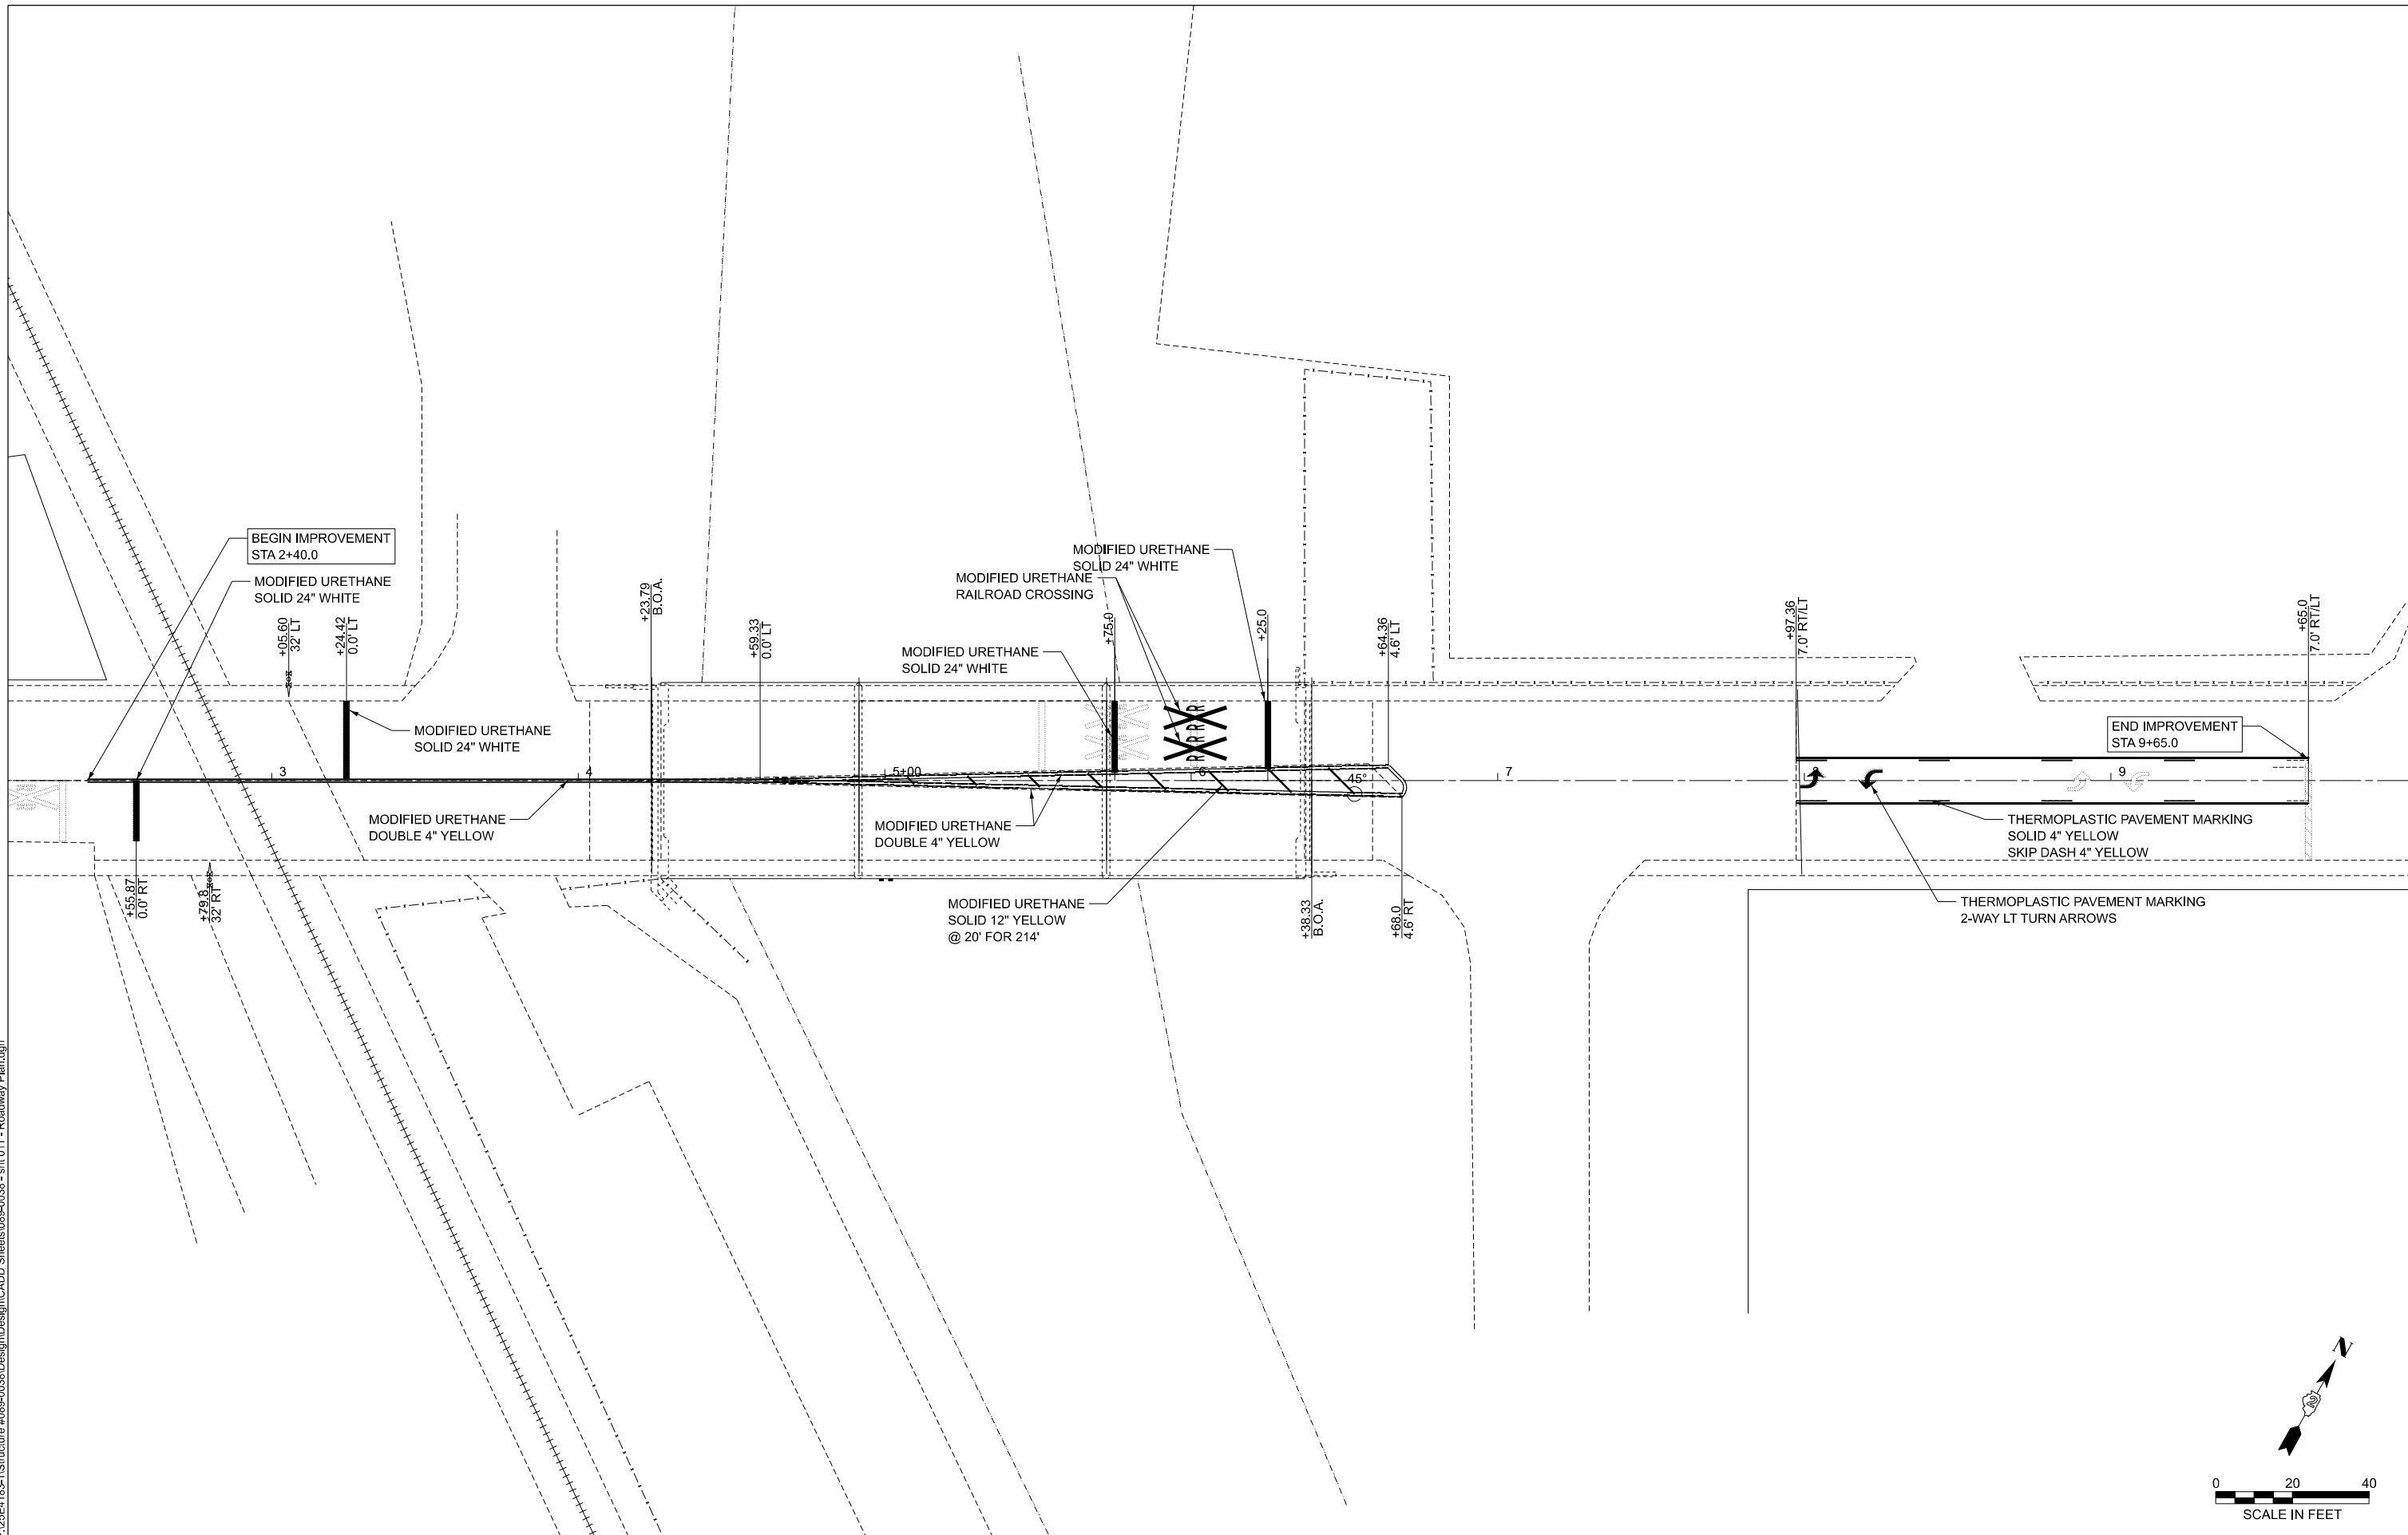 BEGIN IMPROVEMENT
STA 2+40.0
MODIFIED URETHANE
SOLID 24" WHITE
+05.60
32' LT
+24.42
0.0' LT
MODIFIED URETHANE
SOLID 24" WHITE
+23.79
B.O.A.
+59.33
0.0' LT
MODIFIED URETHANE
SOLID 24" WHITE
MODIFIED URETHANE
RAILROAD CROSSING
MODIFIED URETHANE
SOLID 24" WHITE
+75.0
+25.0
+64.36
4.6' LT
+97.36
7.0' RT/LT
+65.0
7.0' RT/LT
END IMPROVEMENT
STA 9+65.0
R R
R R
3
4
5+00
6
45°
7
8
9
MODIFIED URETHANE
DOUBLE 4" YELLOW
MODIFIED URETHANE
DOUBLE 4" YELLOW
MODIFIED URETHANE
SOLID 12" YELLOW
@ 20' FOR 214'
THERMOPLASTIC PAVEMENT MARKING
SOLID 4" YELLOW
SKIP DASH 4" YELLOW
THERMOPLASTIC PAVEMENT MARKING
2-WAY LT TURN ARROWS
+55.87
0.0' RT
+79.8
32' RT
+38.33
B.O.A.
+68.0
4.6' RT
N
2
0 20 40
SCALE IN FEET